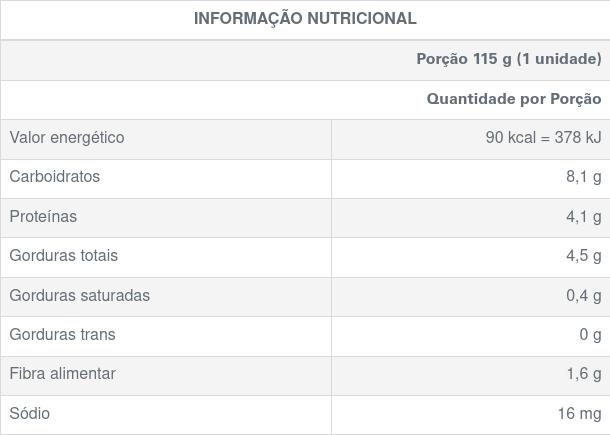 INFORMAÇÃO NUTRICIONAL
Porção 115 g (1 unidade)
Quantidade por Porção
Valor energético 90 kcal = 378 kJ
Carboidratos 8,1 g
Proteínas 4,1 g
Gorduras totais 4,5 g
Gorduras saturadas 0,4 g
Gorduras trans 0 g
Fibra alimentar 1,6 g
Sódio 16 mg